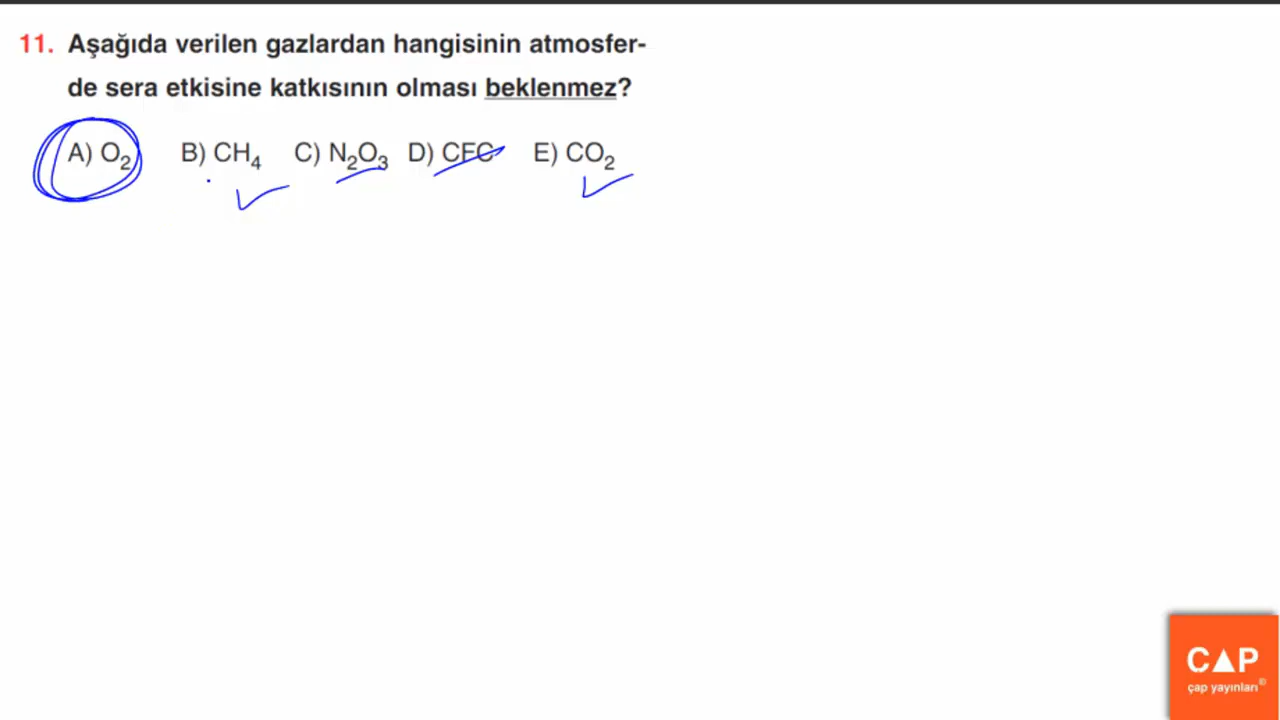 11. Aşağıda verilen gazlardan hangisinin atmosfer-
de sera etkisine katkısının olması beklenmez?
A) O₂ B) CH₄ C) N₂O₃ D) CFC E) CO₂
ÇAP
çap yayınları®